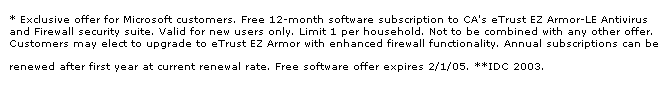 * Exclusive offer for Microsoft customers. Free 12-month software subscription to CA's eTrust EZ Armor-LE Antivirus
and Firewall security suite. Valid for new users only. Limit 1 per household. Not to be combined with any other offer.
Customers may elect to upgrade to eTrust EZ Armor with enhanced firewall functionality. Annual subscriptions can be
renewed after first year at current renewal rate. Free software offer expires 2/1/05. **IDC 2003.